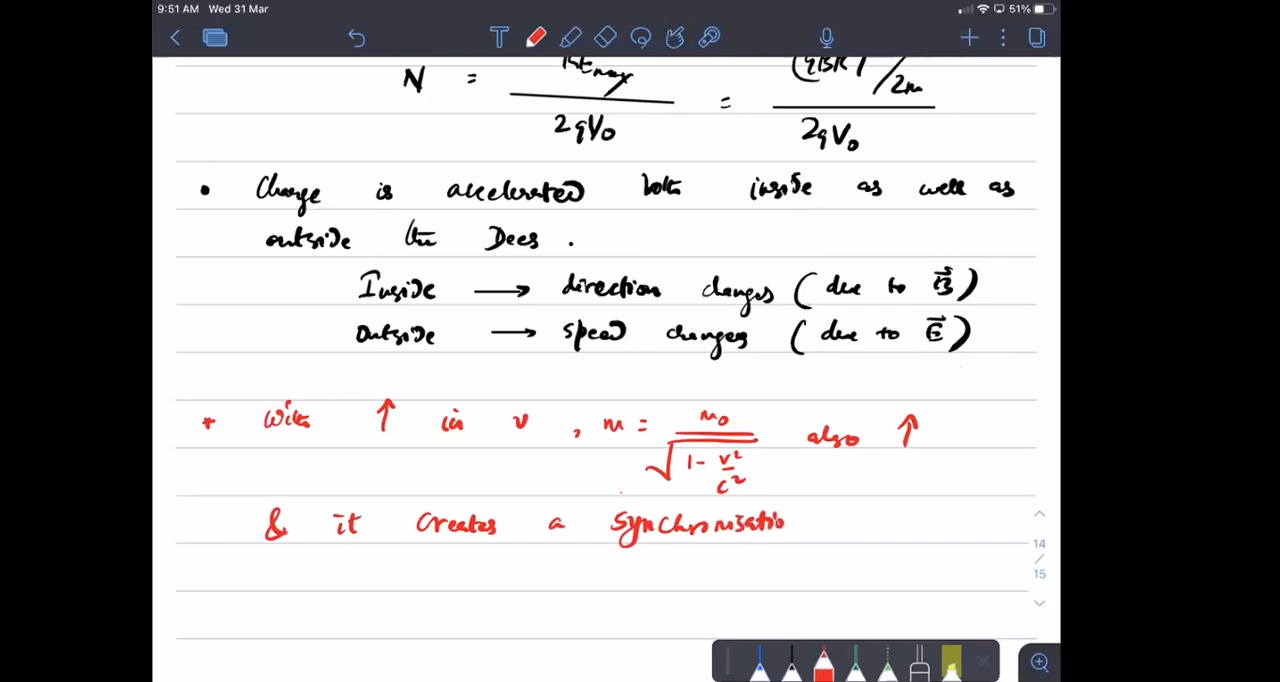 9:51 AM Wed 31 Mar 51%
T
N = KEmax / 2qV₀ = (qBR)² / 2m / 2qV₀
• Charge is accelerated both inside as well as
outside the Dees .
Inside → direction changes ( due to B⃗ )
Outside → speed changes ( due to E⃗ )
* With ↑ in v , m = m₀ / √(1 - v²/c²) also ↑
& it creates a synchronisatio
14
/
15